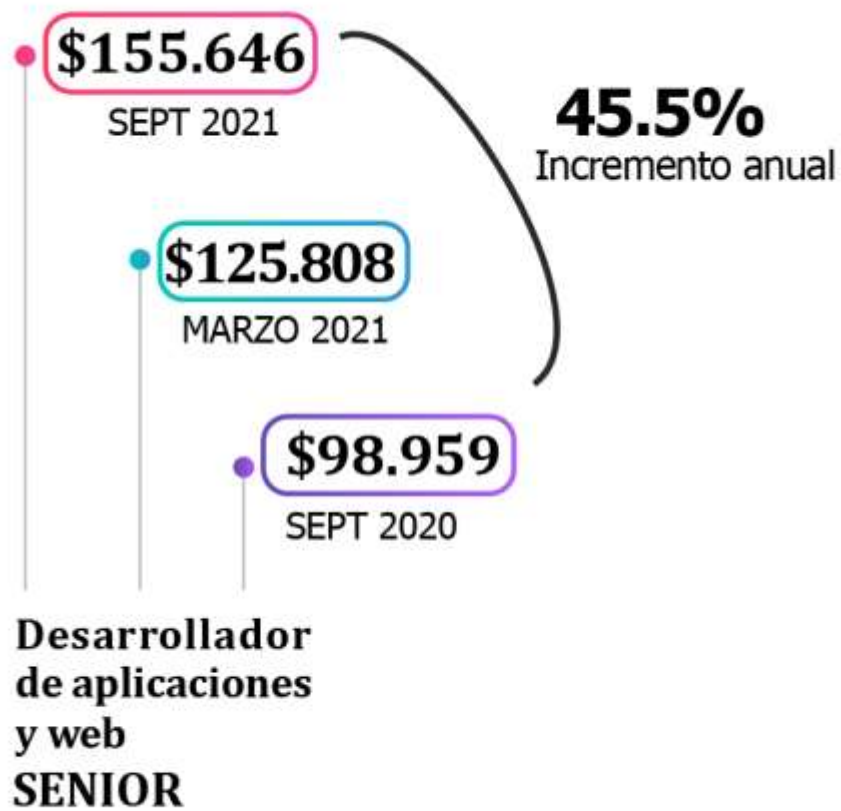 $155.646
SEPT 2021
45.5%
Incremento anual
$125.808
MARZO 2021
$98.959
SEPT 2020
Desarrollador
de aplicaciones
y web
SENIOR